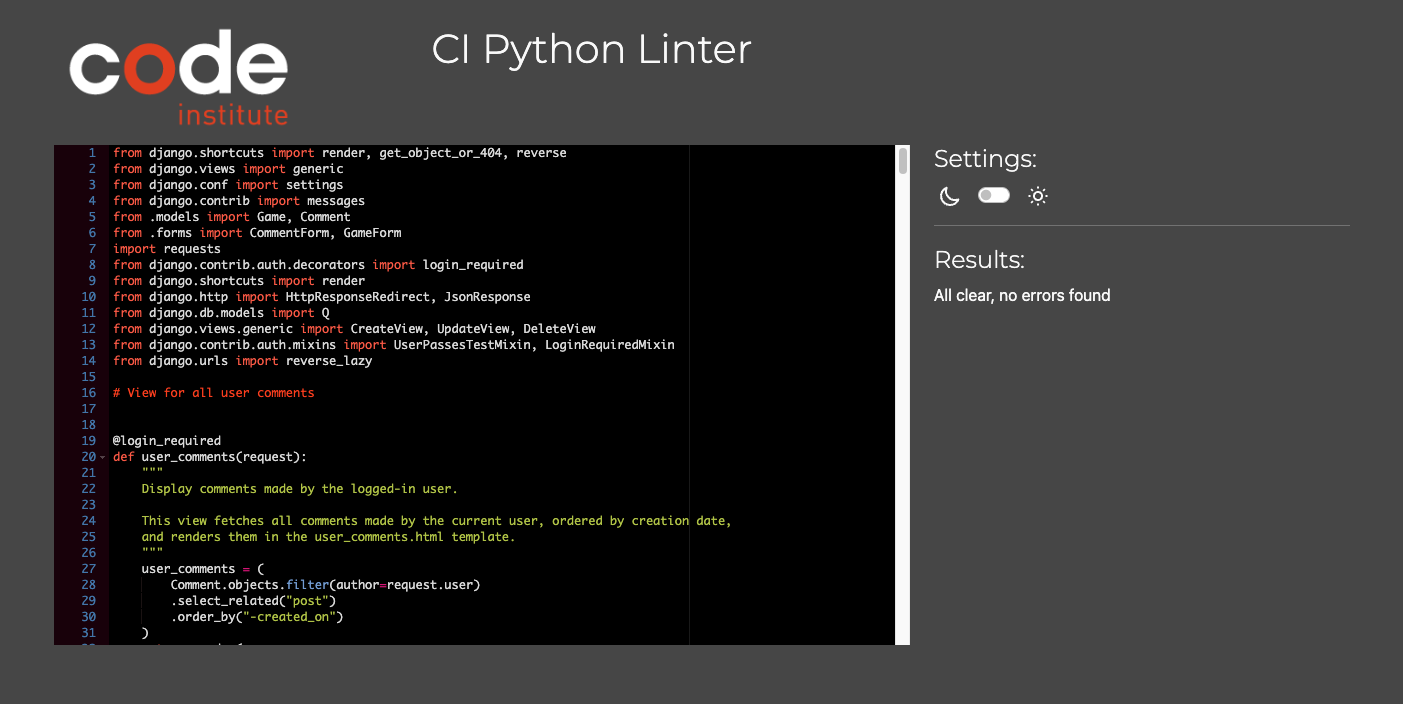 code
institute
CI Python Linter
1 from django.shortcuts import render, get_object_or_404, reverse
2 from django.views import generic
3 from django.conf import settings
4 from django.contrib import messages
5 from .models import Game, Comment
6 from .forms import CommentForm, GameForm
7 import requests
8 from django.contrib.auth.decorators import login_required
9 from django.shortcuts import render
10 from django.http import HttpResponseRedirect, JsonResponse
11 from django.db.models import Q
12 from django.views.generic import CreateView, UpdateView, DeleteView
13 from django.contrib.auth.mixins import UserPassesTestMixin, LoginRequiredMixin
14 from django.urls import reverse_lazy
15
16 # View for all user comments
17
18
19 @login_required
20 def user_comments(request):
21     """
22     Display comments made by the logged-in user.
23
24     This view fetches all comments made by the current user, ordered by creation date,
25     and renders them in the user_comments.html template.
26     """
27     user_comments = (
28         Comment.objects.filter(author=request.user)
29         .select_related("post")
30         .order_by("-created_on")
31     )
Settings:
Results:
All clear, no errors found